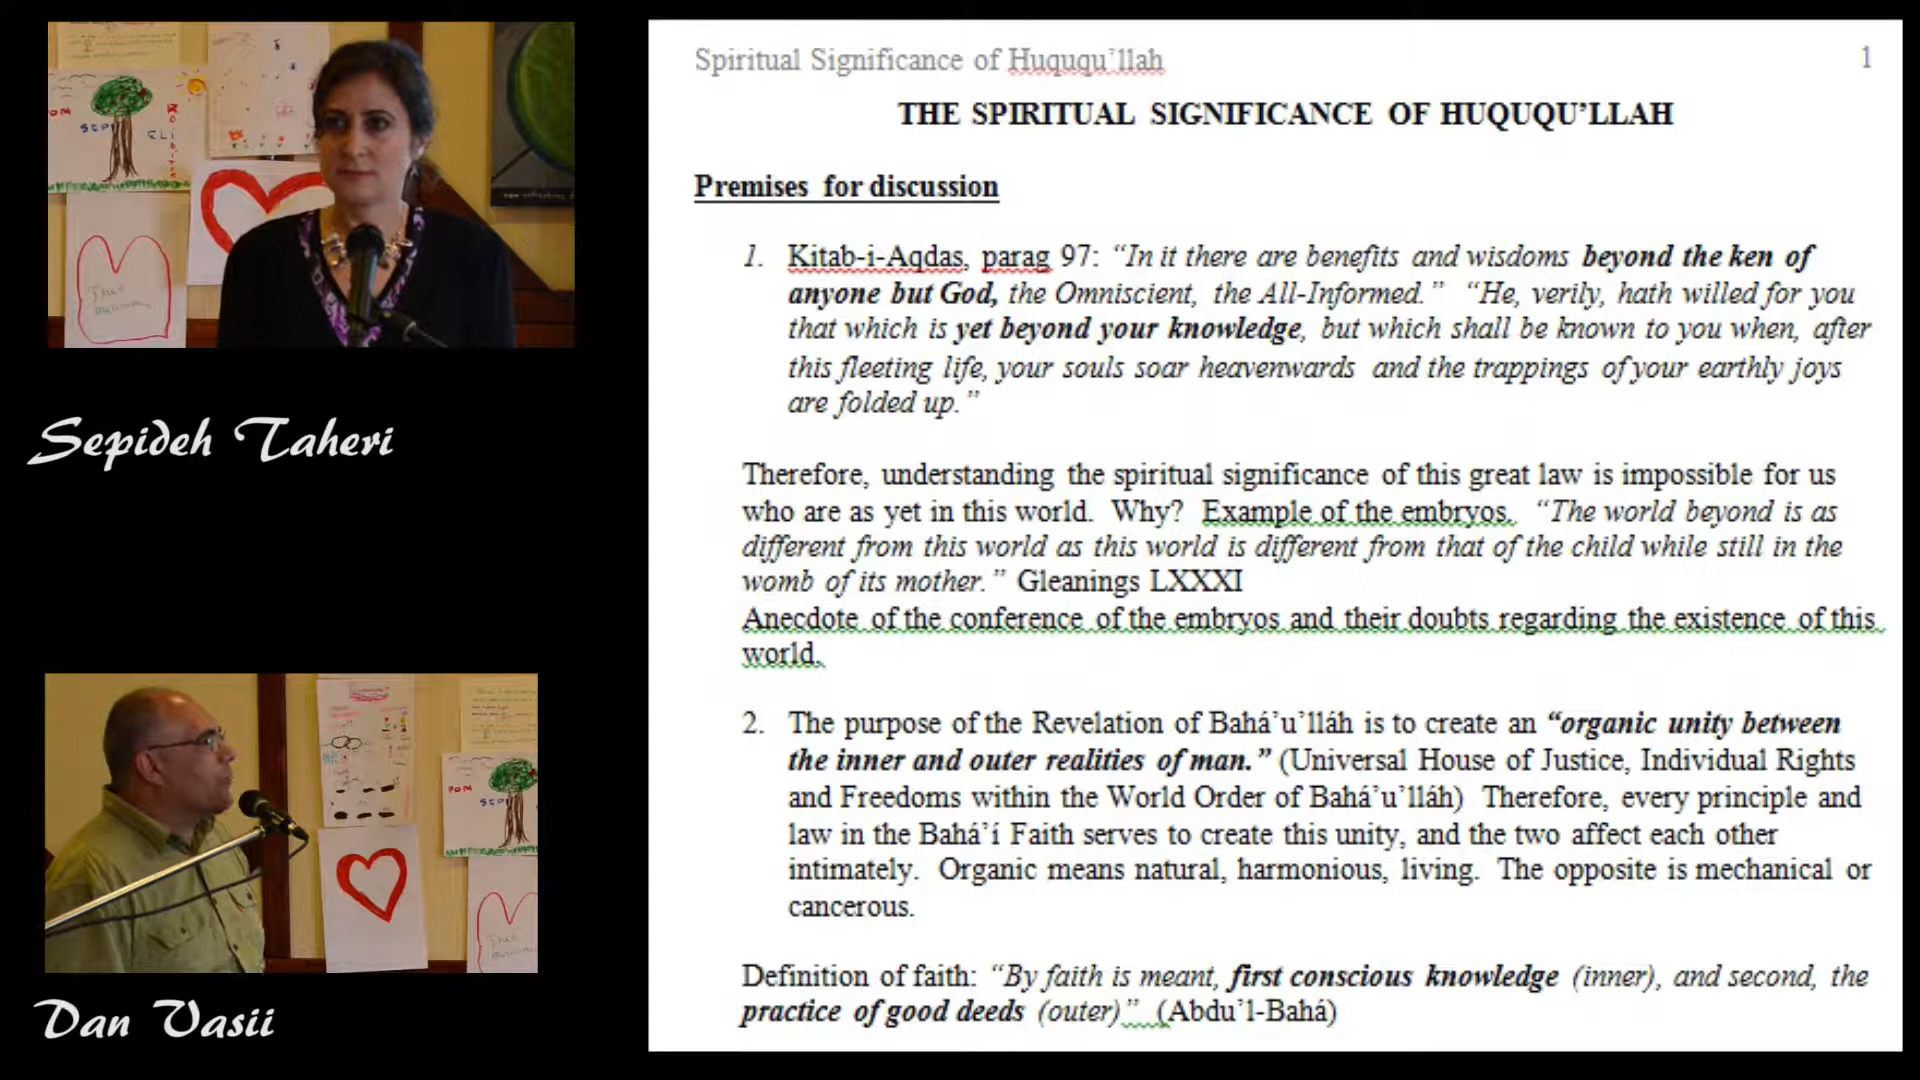 Spiritual Significance of Huququ'llah 1
THE SPIRITUAL SIGNIFICANCE OF HUQUQU'LLAH
Premises for discussion
1. Kitab-i-Aqdas, parag 97: "In it there are benefits and wisdoms beyond the ken of
anyone but God, the Omniscient, the All-Informed." "He, verily, hath willed for you
that which is yet beyond your knowledge, but which shall be known to you when, after
this fleeting life, your souls soar heavenwards and the trappings of your earthly joys
are folded up."
Therefore, understanding the spiritual significance of this great law is impossible for us
who are as yet in this world. Why? Example of the embryos. "The world beyond is as
different from this world as this world is different from that of the child while still in the
womb of its mother." Gleanings LXXXI
Anecdote of the conference of the embryos and their doubts regarding the existence of this
world.
2. The purpose of the Revelation of Bahá'u'lláh is to create an "organic unity between
the inner and outer realities of man." (Universal House of Justice, Individual Rights
and Freedoms within the World Order of Bahá'u'lláh) Therefore, every principle and
law in the Bahá'í Faith serves to create this unity, and the two affect each other
intimately. Organic means natural, harmonious, living. The opposite is mechanical or
cancerous.
Definition of faith: "By faith is meant, first conscious knowledge (inner), and second, the
practice of good deeds (outer)" (Abdu'l-Bahá)
Sepideh Taheri
Dan Vasii
SEP
ELI
POM
SEP